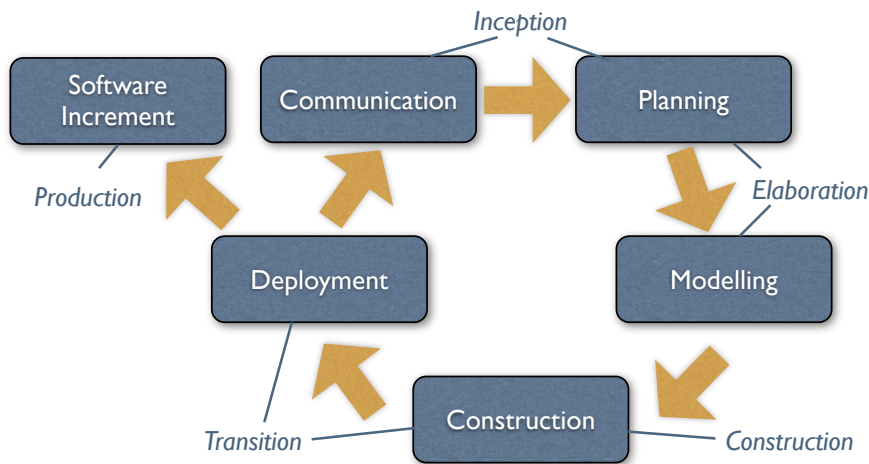 Inception
Software
Increment
Communication
Planning
Production
Elaboration
Deployment
Modelling
Construction
Transition
Construction